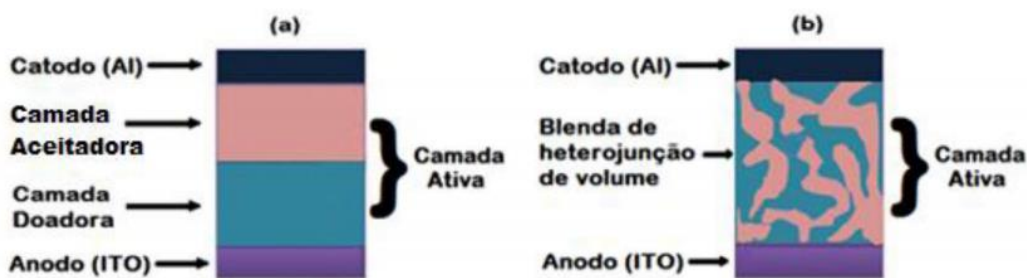 (a)
Catodo (Al)
Camada
Aceitadora
Camada
Doadora
Anodo (ITO)
Camada
Ativa
(b)
Catodo (Al)
Blenda de
heterojunção
de volume
Anodo (ITO)
Camada
Ativa